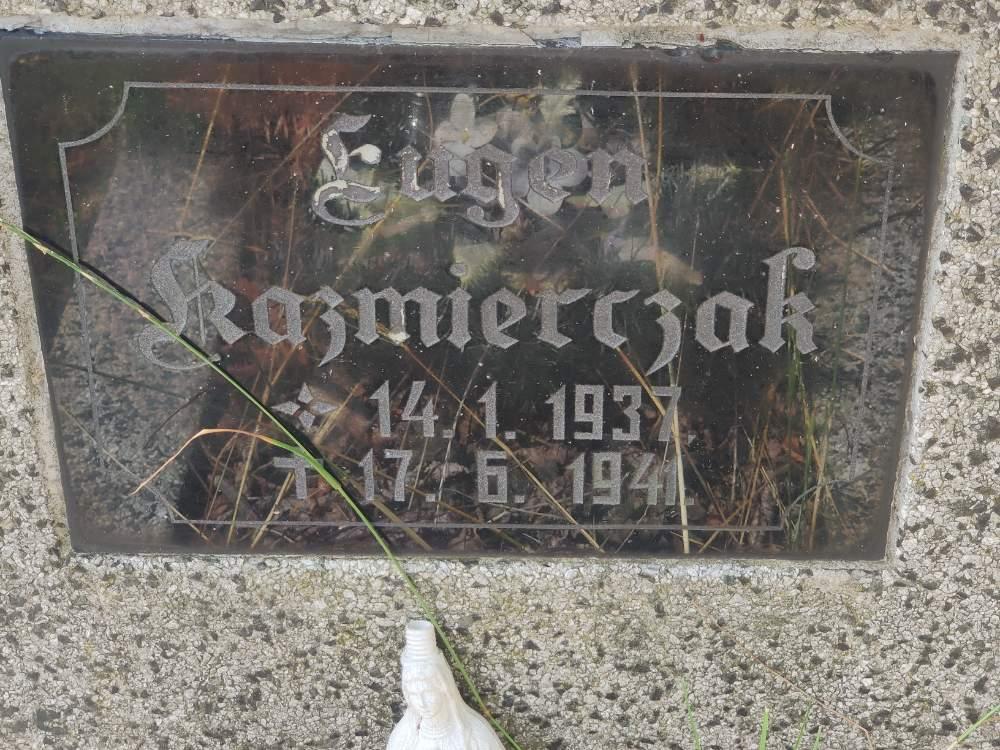 Eugen
Kazmierczak
14. 1. 1937.
† 17. 6. 1941.